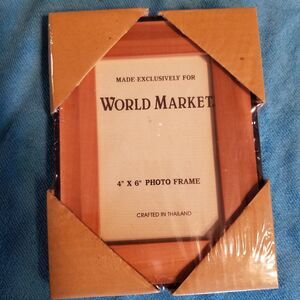 MADE EXCLUSIVELY FOR
WORLD MARKET
4" X 6" PHOTO FRAME
CRAFTED IN THAILAND